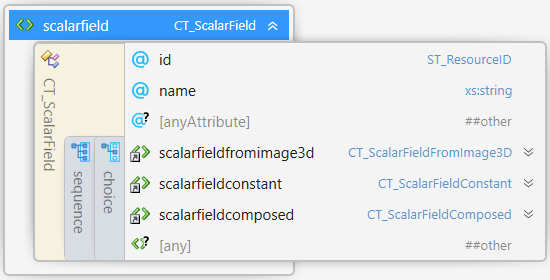 scalarfield CT_ScalarField
CT_ScalarField
sequence
choice
id ST_ResourceID
name xs:string
[anyAttribute] ##other
scalarfieldfromimage3d CT_ScalarFieldFromImage3D
scalarfieldconstant CT_ScalarFieldConstant
scalarfieldcomposed CT_ScalarFieldComposed
[any] ##other